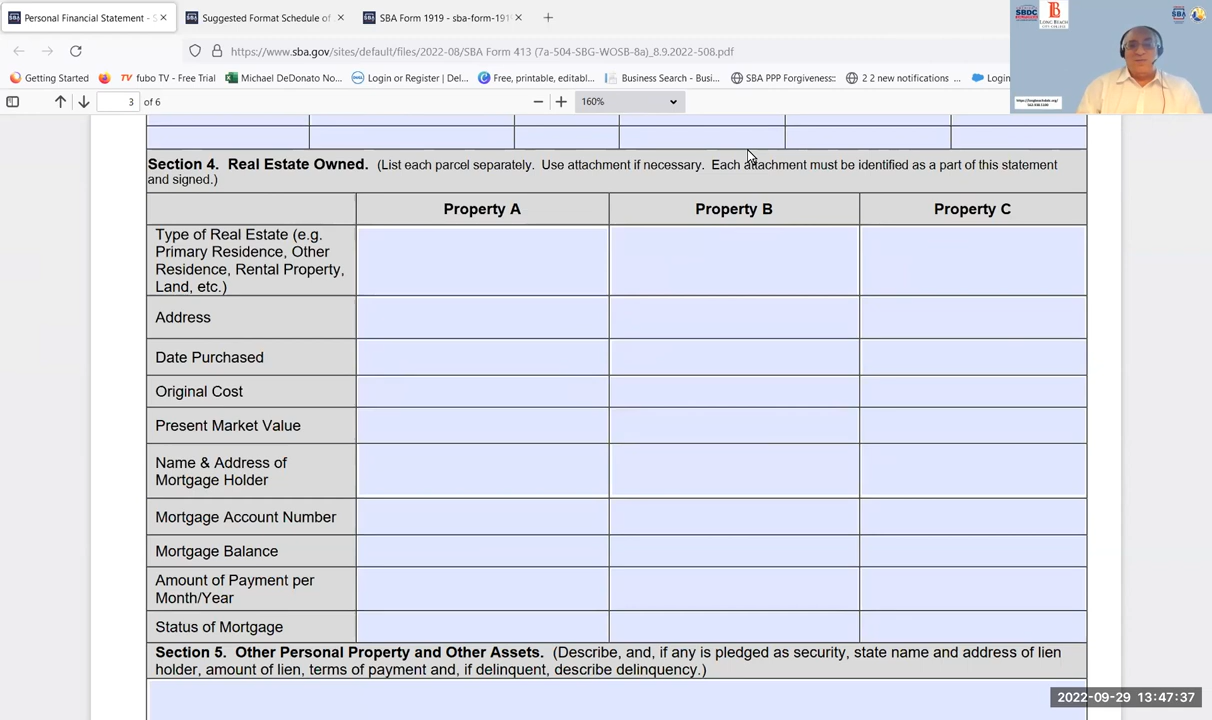 Personal Financial Statement - S
Suggested Format Schedule of
SBA Form 1919 - sba-form-191
https://www.sba.gov/sites/default/files/2022-08/SBA Form 413 (7a-504-SBG-WOSB-8a)_8.9.2022-508.pdf
Getting Started
fubo TV - Free Trial
Michael DeDonato No...
Login or Register | Del...
Free, printable, editabl...
Business Search - Busi...
SBA PPP Forgiveness:
2 2 new notifications ...
Login
SBDC
LONG BEACH
CITY COLLEGE
SBA
3 of 6
160%
Section 4. Real Estate Owned. (List each parcel separately. Use attachment if necessary. Each attachment must be identified as a part of this statement
and signed.)
Property A
Property B
Property C
Type of Real Estate (e.g.
Primary Residence, Other
Residence, Rental Property,
Land, etc.)
Address
Date Purchased
Original Cost
Present Market Value
Name & Address of
Mortgage Holder
Mortgage Account Number
Mortgage Balance
Amount of Payment per
Month/Year
Status of Mortgage
Section 5. Other Personal Property and Other Assets. (Describe, and, if any is pledged as security, state name and address of lien
holder, amount of lien, terms of payment and, if delinquent, describe delinquency.)
2022-09-29 13:47:37